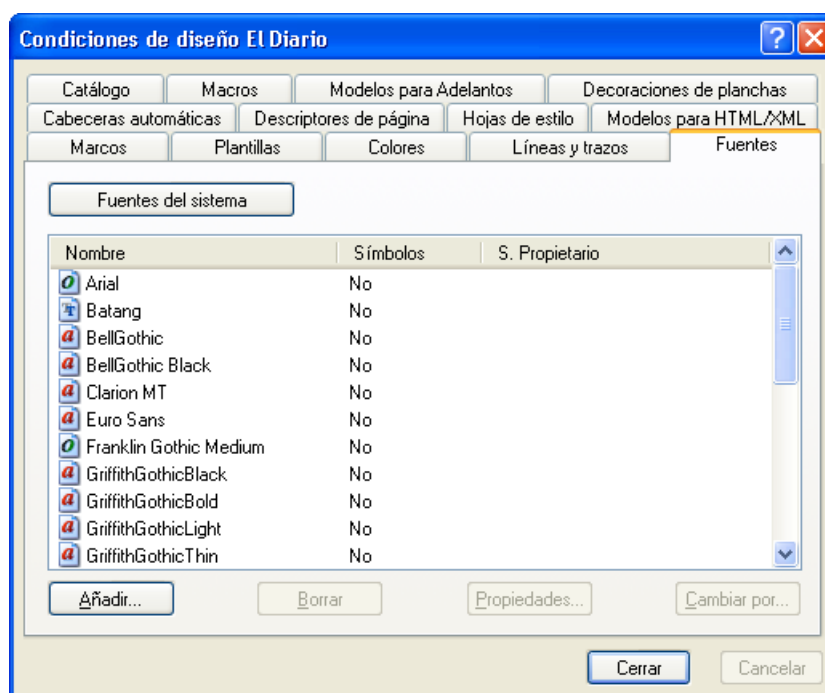 Condiciones de diseño El Diario
Catálogo Macros Modelos para Adelantos Decoraciones de planchas
Cabeceras automáticas Descriptores de página Hojas de estilo Modelos para HTML/XML
Marcos Plantillas Colores Líneas y trazos Fuentes
Fuentes del sistema
Nombre Símbolos S. Propietario
Arial No
Batang No
BellGothic No
BellGothic Black No
Clarion MT No
Euro Sans No
Franklin Gothic Medium No
GriffithGothicBlack No
GriffithGothicBold No
GriffithGothicLight No
GriffithGothicThin No
Añadir... Borrar Propiedades... Cambiar por...
Cerrar Cancelar